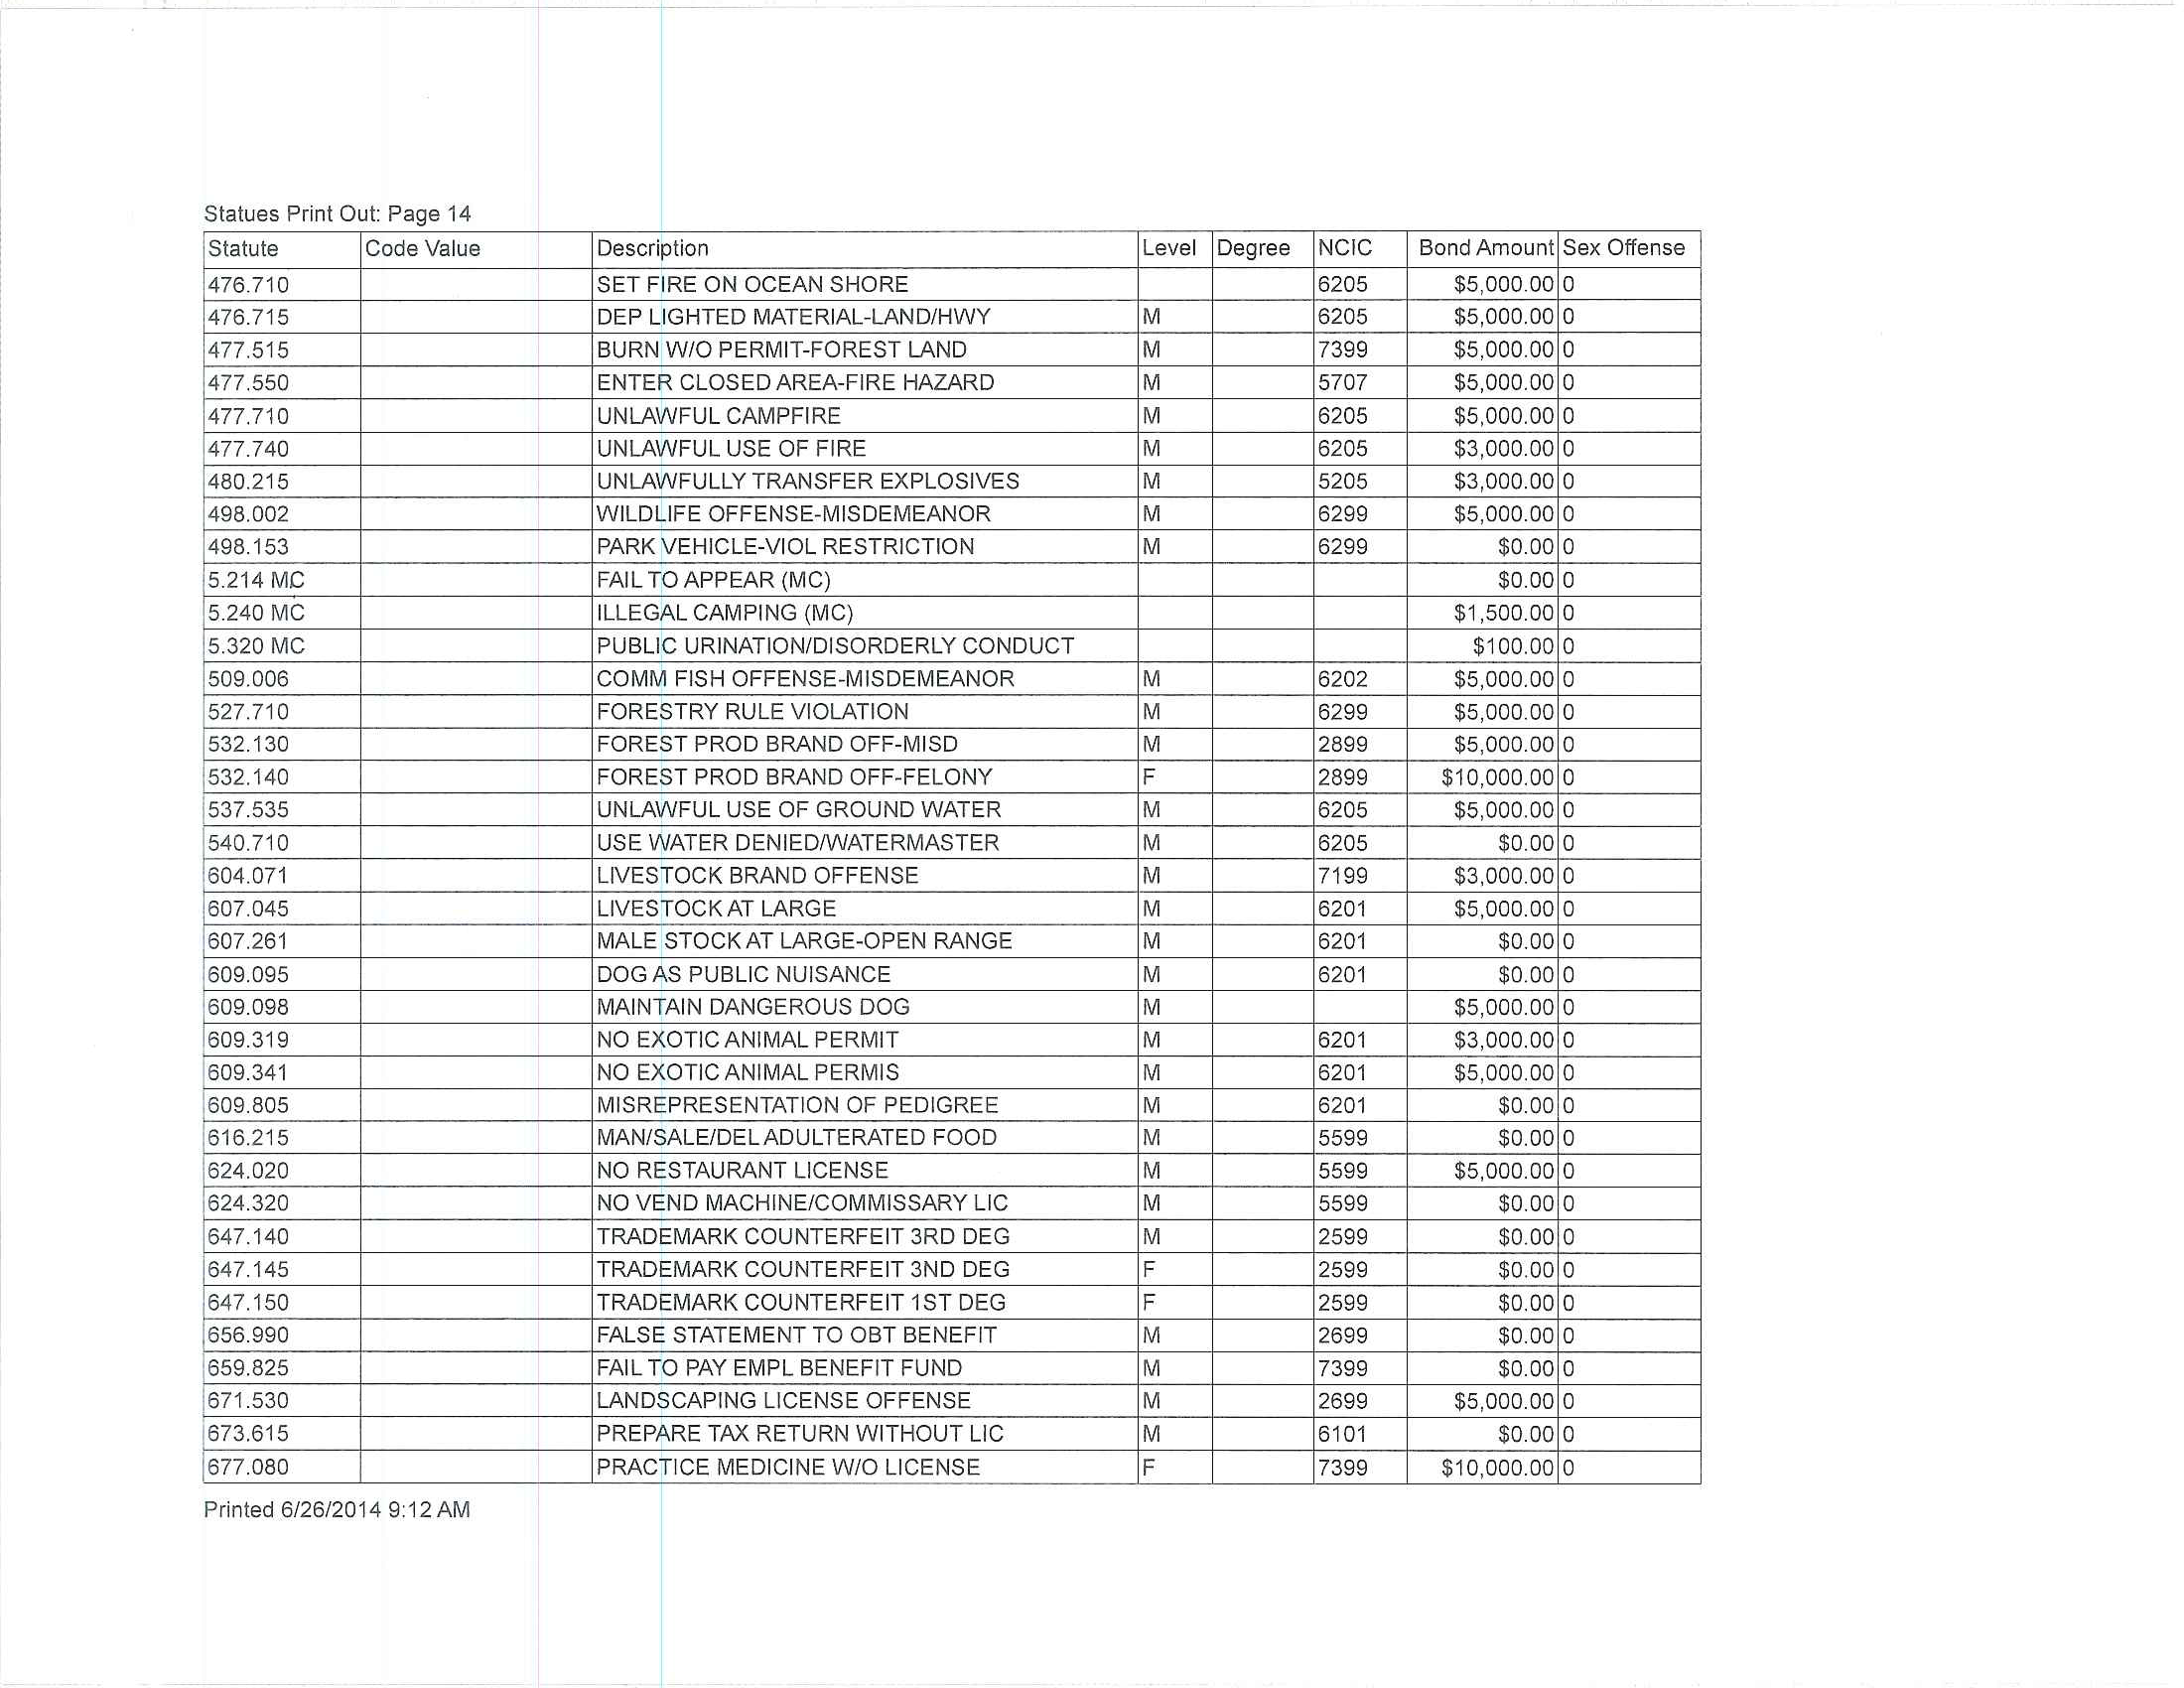 Statues Print Out: Page 14
Statute Code Value Description Level Degree NCIC Bond Amount Sex Offense
476.710 SET FIRE ON OCEAN SHORE 6205 $5,000.00 0
476.715 DEP LIGHTED MATERIAL-LAND/HWY M 6205 $5,000.00 0
477.515 BURN W/O PERMIT-FOREST LAND M 7399 $5,000.00 0
477.550 ENTER CLOSED AREA-FIRE HAZARD M 5707 $5,000.00 0
477.710 UNLAWFUL CAMPFIRE M 6205 $5,000.00 0
477.740 UNLAWFUL USE OF FIRE M 6205 $3,000.00 0
480.215 UNLAWFULLY TRANSFER EXPLOSIVES M 5205 $3,000.00 0
498.002 WILDLIFE OFFENSE-MISDEMEANOR M 6299 $5,000.00 0
498.153 PARK VEHICLE-VIOL RESTRICTION M 6299 $0.00 0
5.214 MC FAIL TO APPEAR (MC) $0.00 0
5.240 MC ILLEGAL CAMPING (MC) $1,500.00 0
5.320 MC PUBLIC URINATION/DISORDERLY CONDUCT $100.00 0
509.006 COMM FISH OFFENSE-MISDEMEANOR M 6202 $5,000.00 0
527.710 FORESTRY RULE VIOLATION M 6299 $5,000.00 0
532.130 FOREST PROD BRAND OFF-MISD M 2899 $5,000.00 0
532.140 FOREST PROD BRAND OFF-FELONY F 2899 $10,000.00 0
537.535 UNLAWFUL USE OF GROUND WATER M 6205 $5,000.00 0
540.710 USE WATER DENIED/WATERMASTER M 6205 $0.00 0
604.071 LIVESTOCK BRAND OFFENSE M 7199 $3,000.00 0
607.045 LIVESTOCK AT LARGE M 6201 $5,000.00 0
607.261 MALE STOCK AT LARGE-OPEN RANGE M 6201 $0.00 0
609.095 DOG AS PUBLIC NUISANCE M 6201 $0.00 0
609.098 MAINTAIN DANGEROUS DOG M $5,000.00 0
609.319 NO EXOTIC ANIMAL PERMIT M 6201 $3,000.00 0
609.341 NO EXOTIC ANIMAL PERMIS M 6201 $5,000.00 0
609.805 MISREPRESENTATION OF PEDIGREE M 6201 $0.00 0
616.215 MAN/SALE/DEL ADULTERATED FOOD M 5599 $0.00 0
624.020 NO RESTAURANT LICENSE M 5599 $5,000.00 0
624.320 NO VEND MACHINE/COMMISSARY LIC M 5599 $0.00 0
647.140 TRADEMARK COUNTERFEIT 3RD DEG M 2599 $0.00 0
647.145 TRADEMARK COUNTERFEIT 3ND DEG F 2599 $0.00 0
647.150 TRADEMARK COUNTERFEIT 1ST DEG F 2599 $0.00 0
656.990 FALSE STATEMENT TO OBT BENEFIT M 2699 $0.00 0
659.825 FAIL TO PAY EMPL BENEFIT FUND M 7399 $0.00 0
671.530 LANDSCAPING LICENSE OFFENSE M 2699 $5,000.00 0
673.615 PREPARE TAX RETURN WITHOUT LIC M 6101 $0.00 0
677.080 PRACTICE MEDICINE W/O LICENSE F 7399 $10,000.00 0
Printed 6/26/2014 9:12 AM